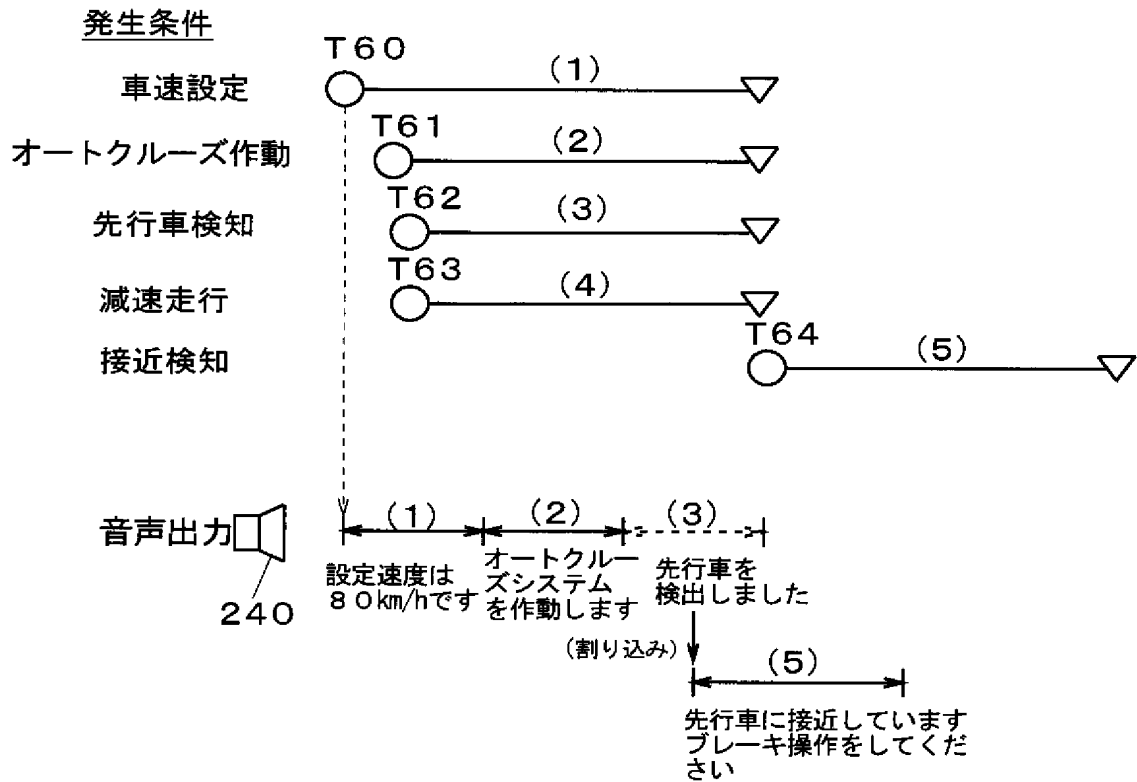 発生条件
T60
車速設定
(1)
T61
オートクルーズ作動
(2)
T62
先行車検知
(3)
T63
減速走行
(4)
T64
接近検知
(5)
音声出力
240
(1)
(2)
(3)
設定速度は
80km/hです
オートクルー
ズシステム
を作動します
先行車を
検出しました
(割り込み)
(5)
先行車に接近しています
ブレーキ操作をしてくだ
さい